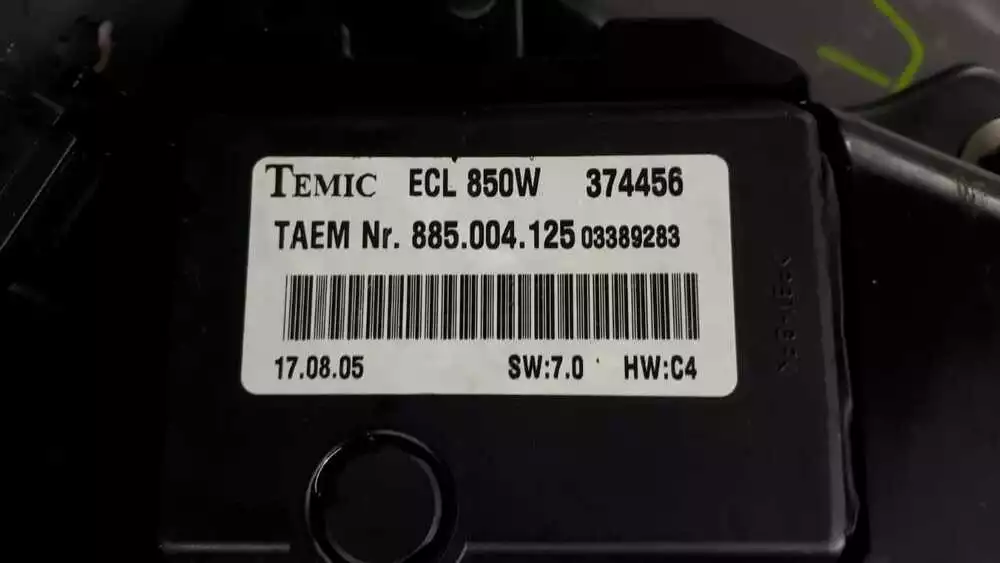 TEMIC ECL 850W 374456
TAEM Nr. 885.004.125 03389283
17.08.05 SW:7.0 HW:C4